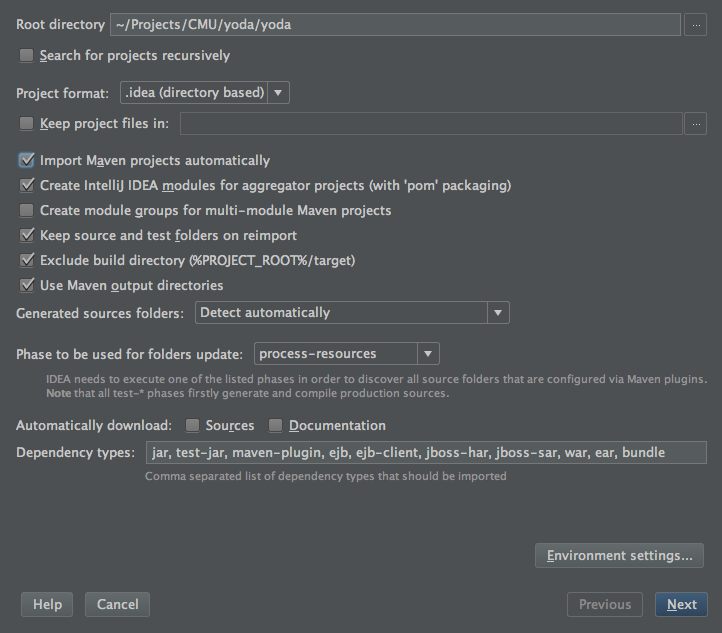 Root directory ~/Projects/CMU/yoda/yoda ...
Search for projects recursively
Project format: .idea (directory based)
Keep project files in: ...
Import Maven projects automatically
Create IntelliJ IDEA modules for aggregator projects (with 'pom' packaging)
Create module groups for multi-module Maven projects
Keep source and test folders on reimport
Exclude build directory (%PROJECT_ROOT%/target)
Use Maven output directories
Generated sources folders: Detect automatically
Phase to be used for folders update: process-resources
IDEA needs to execute one of the listed phases in order to discover all source folders that are configured via Maven plugins.
Note that all test-* phases firstly generate and compile production sources.
Automatically download: Sources Documentation
Dependency types: jar, test-jar, maven-plugin, ejb, ejb-client, jboss-har, jboss-sar, war, ear, bundle
Comma separated list of dependency types that should be imported
Environment settings...
Help Cancel Previous Next